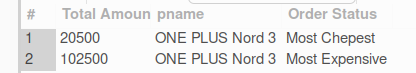 # Total Amoun pname Order Status
1 20500 ONE PLUS Nord 3 Most Chepest
2 102500 ONE PLUS Nord 3 Most Expensive